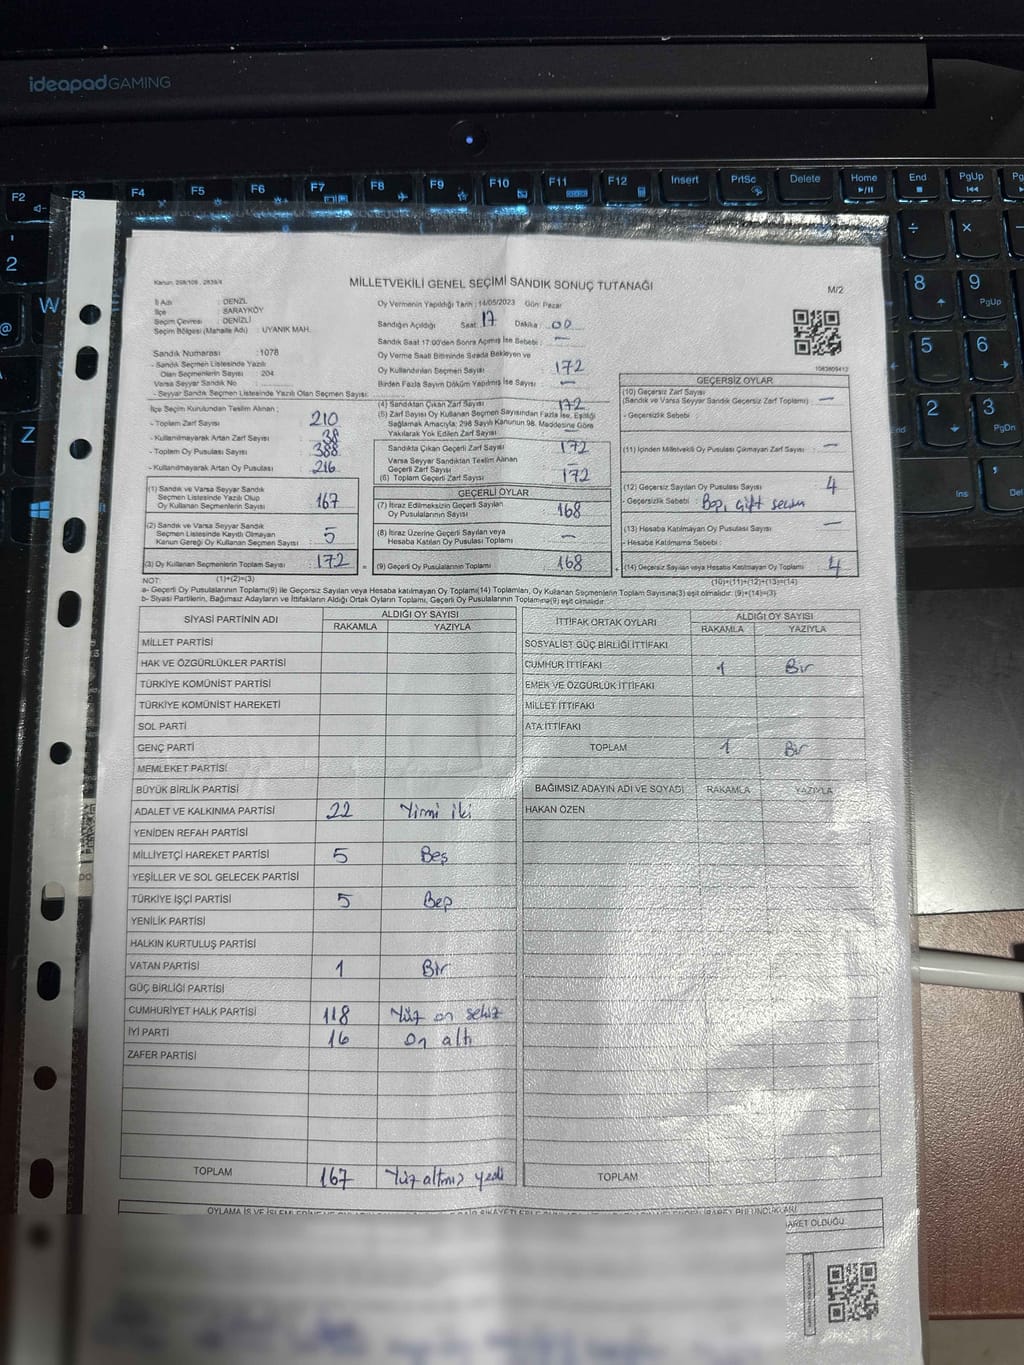 ideapad GAMING
F2 F3 F4 F5 F6 F7 F8 F9 F10 F11 F12 Insert PrtSc Delete Home End PgUp
MİLLETVEKİLİ GENEL SEÇİMİ SANDIK SONUÇ TUTANAĞI
M/2
İl Adı : DENİZLİ
İlçe : SARAYKÖY
Seçim Çevresi : DENİZLİ
Seçim Bölgesi (Mahalle Adı) : UYANIK MAH.
Sandık Numarası : 1078
- Sandık Seçmen Listesinde Yazılı
Olan Seçmenlerin Sayısı : 204
Varsa Seyyar Sandık No
- Seyyar Sandık Seçmen Listesinde Yazılı Olan Seçmen Sayısı
Oy Vermenin Yapıldığı Tarih : 14/05/2023 Gün: Pazar
Sandığın Açıldığı Saat: 17 Dakika: 00
Sandık Saat 17:00'den Sonra Açılmış İse Sebebi : —
Oy Verme Saati Bitiminde Sırada Bekleyen ve
Oy Kullandırılan Seçmen Sayısı : 172
Birden Fazla Sayım Döküm Yapılmış İse Sayısı : —
İlçe Seçim Kurulundan Teslim Alınan ;
- Toplam Zarf Sayısı : 210
- Kullanılmayarak Artan Zarf Sayısı : 38
- Toplam Oy Pusulası Sayısı : 388
- Kullanılmayarak Artan Oy Pusulası : 216
(1) Sandık ve Varsa Seyyar Sandık
Seçmen Listesinde Yazılı Olup
Oy Kullanan Seçmenlerin Sayısı : 167
(2) Sandık ve Varsa Seyyar Sandık
Seçmen Listesinde Kayıtlı Olmayan
Kanun Gereği Oy Kullanan Seçmen Sayısı : 5
(3) Oy Kullanan Seçmenlerin Toplamı : 172
(4) Sandıktan Çıkan Zarf Sayısı : 172
(5) Zarf Sayısı Oy Kullanan Seçmen Sayısından Fazla İse, Eşitliği
Sağlamak Amacıyla; 298 Sayılı Kanunun 98. Maddesine Göre
Yakılarak Yok Edilen Zarf Sayısı : —
Sandıkta Çıkan Geçerli Zarf Sayısı : 172
Varsa Seyyar Sandıktan Teslim Alınan
Geçerli Zarf Sayısı : —
(6) Toplam Geçerli Zarf Sayısı : 172
GEÇERLİ OYLAR
(7) İtiraz Edilmeksizin Geçerli Sayılan
Oy Pusulalarının Sayısı : 168
(8) İtiraz Üzerine Geçerli Sayılan veya
Hesaba Katılan Oy Pusulası Toplamı : —
(9) Geçerli Oy Pusulalarının Toplamı : 168
1083809412
GEÇERSİZ OYLAR
(10) Geçersiz Zarf Sayısı
(Sandık ve Varsa Seyyar Sandık Geçersiz Zarf Toplamı) : —
- Geçersizlik Sebebi :
(11) İçinden Milletvekili Oy Pusulası Çıkmayan Zarf Sayısı : —
(12) Geçersiz Sayılan Oy Pusulası Sayısı : 4
- Geçersizlik Sebebi : Boş, çift seçim
(13) Hesaba Katılmayan Oy Pusulası Sayısı : —
- Hesaba Katılmama Sebebi :
(14) Geçersiz Sayılan veya Hesaba Katılmayan Oy Toplamı : 4
NOT: (1)+(2)=(3) (10)+(11)+(12)+(13)=(14)
a- Geçerli Oy Pusulalarının Toplamı(9) ile Geçersiz Sayılan veya Hesaba katılmayan Oy Toplamı(14) Toplamları, Oy Kullanan Seçmenlerin Toplam Sayısına(3) eşit olmalıdır. (9)+(14)=(3)
b- Siyasi Partilerin, Bağımsız Adayların ve İttifakların Aldığı Ortak Oyların Toplamı, Geçerli Oy Pusulalarının Toplamına(9) eşit olmalıdır.
SİYASİ PARTİNİN ADI ALDIĞI OY SAYISI
RAKAMLA YAZIYLA
MİLLET PARTİSİ
HAK VE ÖZGÜRLÜKLER PARTİSİ
TÜRKİYE KOMÜNİST PARTİSİ
TÜRKİYE KOMÜNİST HAREKETİ
SOL PARTİ
GENÇ PARTİ
MEMLEKET PARTİSİ
BÜYÜK BİRLİK PARTİSİ
ADALET VE KALKINMA PARTİSİ 22 Yirmi iki
YENİDEN REFAH PARTİSİ
MİLLİYETÇİ HAREKET PARTİSİ 5 Beş
YEŞİLLER VE SOL GELECEK PARTİSİ
TÜRKİYE İŞÇİ PARTİSİ 5 Beş
YENİLİK PARTİSİ
HALKIN KURTULUŞ PARTİSİ
VATAN PARTİSİ 1 Bir
GÜÇ BİRLİĞİ PARTİSİ
CUMHURİYET HALK PARTİSİ 118 Yüz on sekiz
İYİ PARTİ 16 On altı
ZAFER PARTİSİ
TOPLAM 167 Yüz altmış yedi
İTTİFAK ORTAK OYLARI ALDIĞI OY SAYISI
RAKAMLA YAZIYLA
SOSYALİST GÜÇ BİRLİĞİ İTTİFAKI
CUMHUR İTTİFAKI 1 Bir
EMEK VE ÖZGÜRLÜK İTTİFAKI
MİLLET İTTİFAKI
ATA İTTİFAKI
TOPLAM 1 Bir
BAĞIMSIZ ADAYIN ADI VE SOYADI RAKAMLA YAZIYLA
HAKAN ÖZEN
TOPLAM